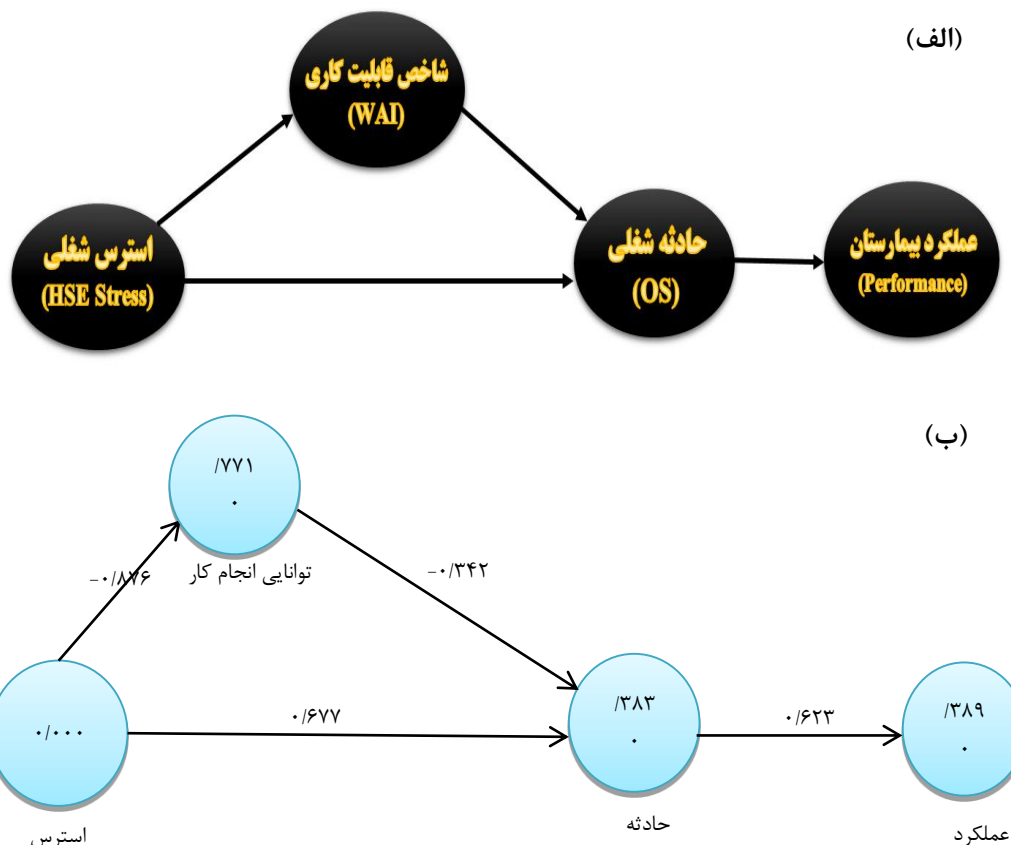 (الف)
شاخص قابلیت کاری
(WAI)
استرس شغلی
(HSE Stress)
حادثه شغلی
(OS)
عملکرد بیمارستان
(Performance)
(ب)
/۷۷۱
۰
توانایی انجام کار
-۰/۸۷۶
-۰/۳۴۲
۰/۰۰۰
استرس
۰/۶۷۷
/۳۸۳
۰
حادثه
۰/۶۲۳
/۳۸۹
۰
عملکرد